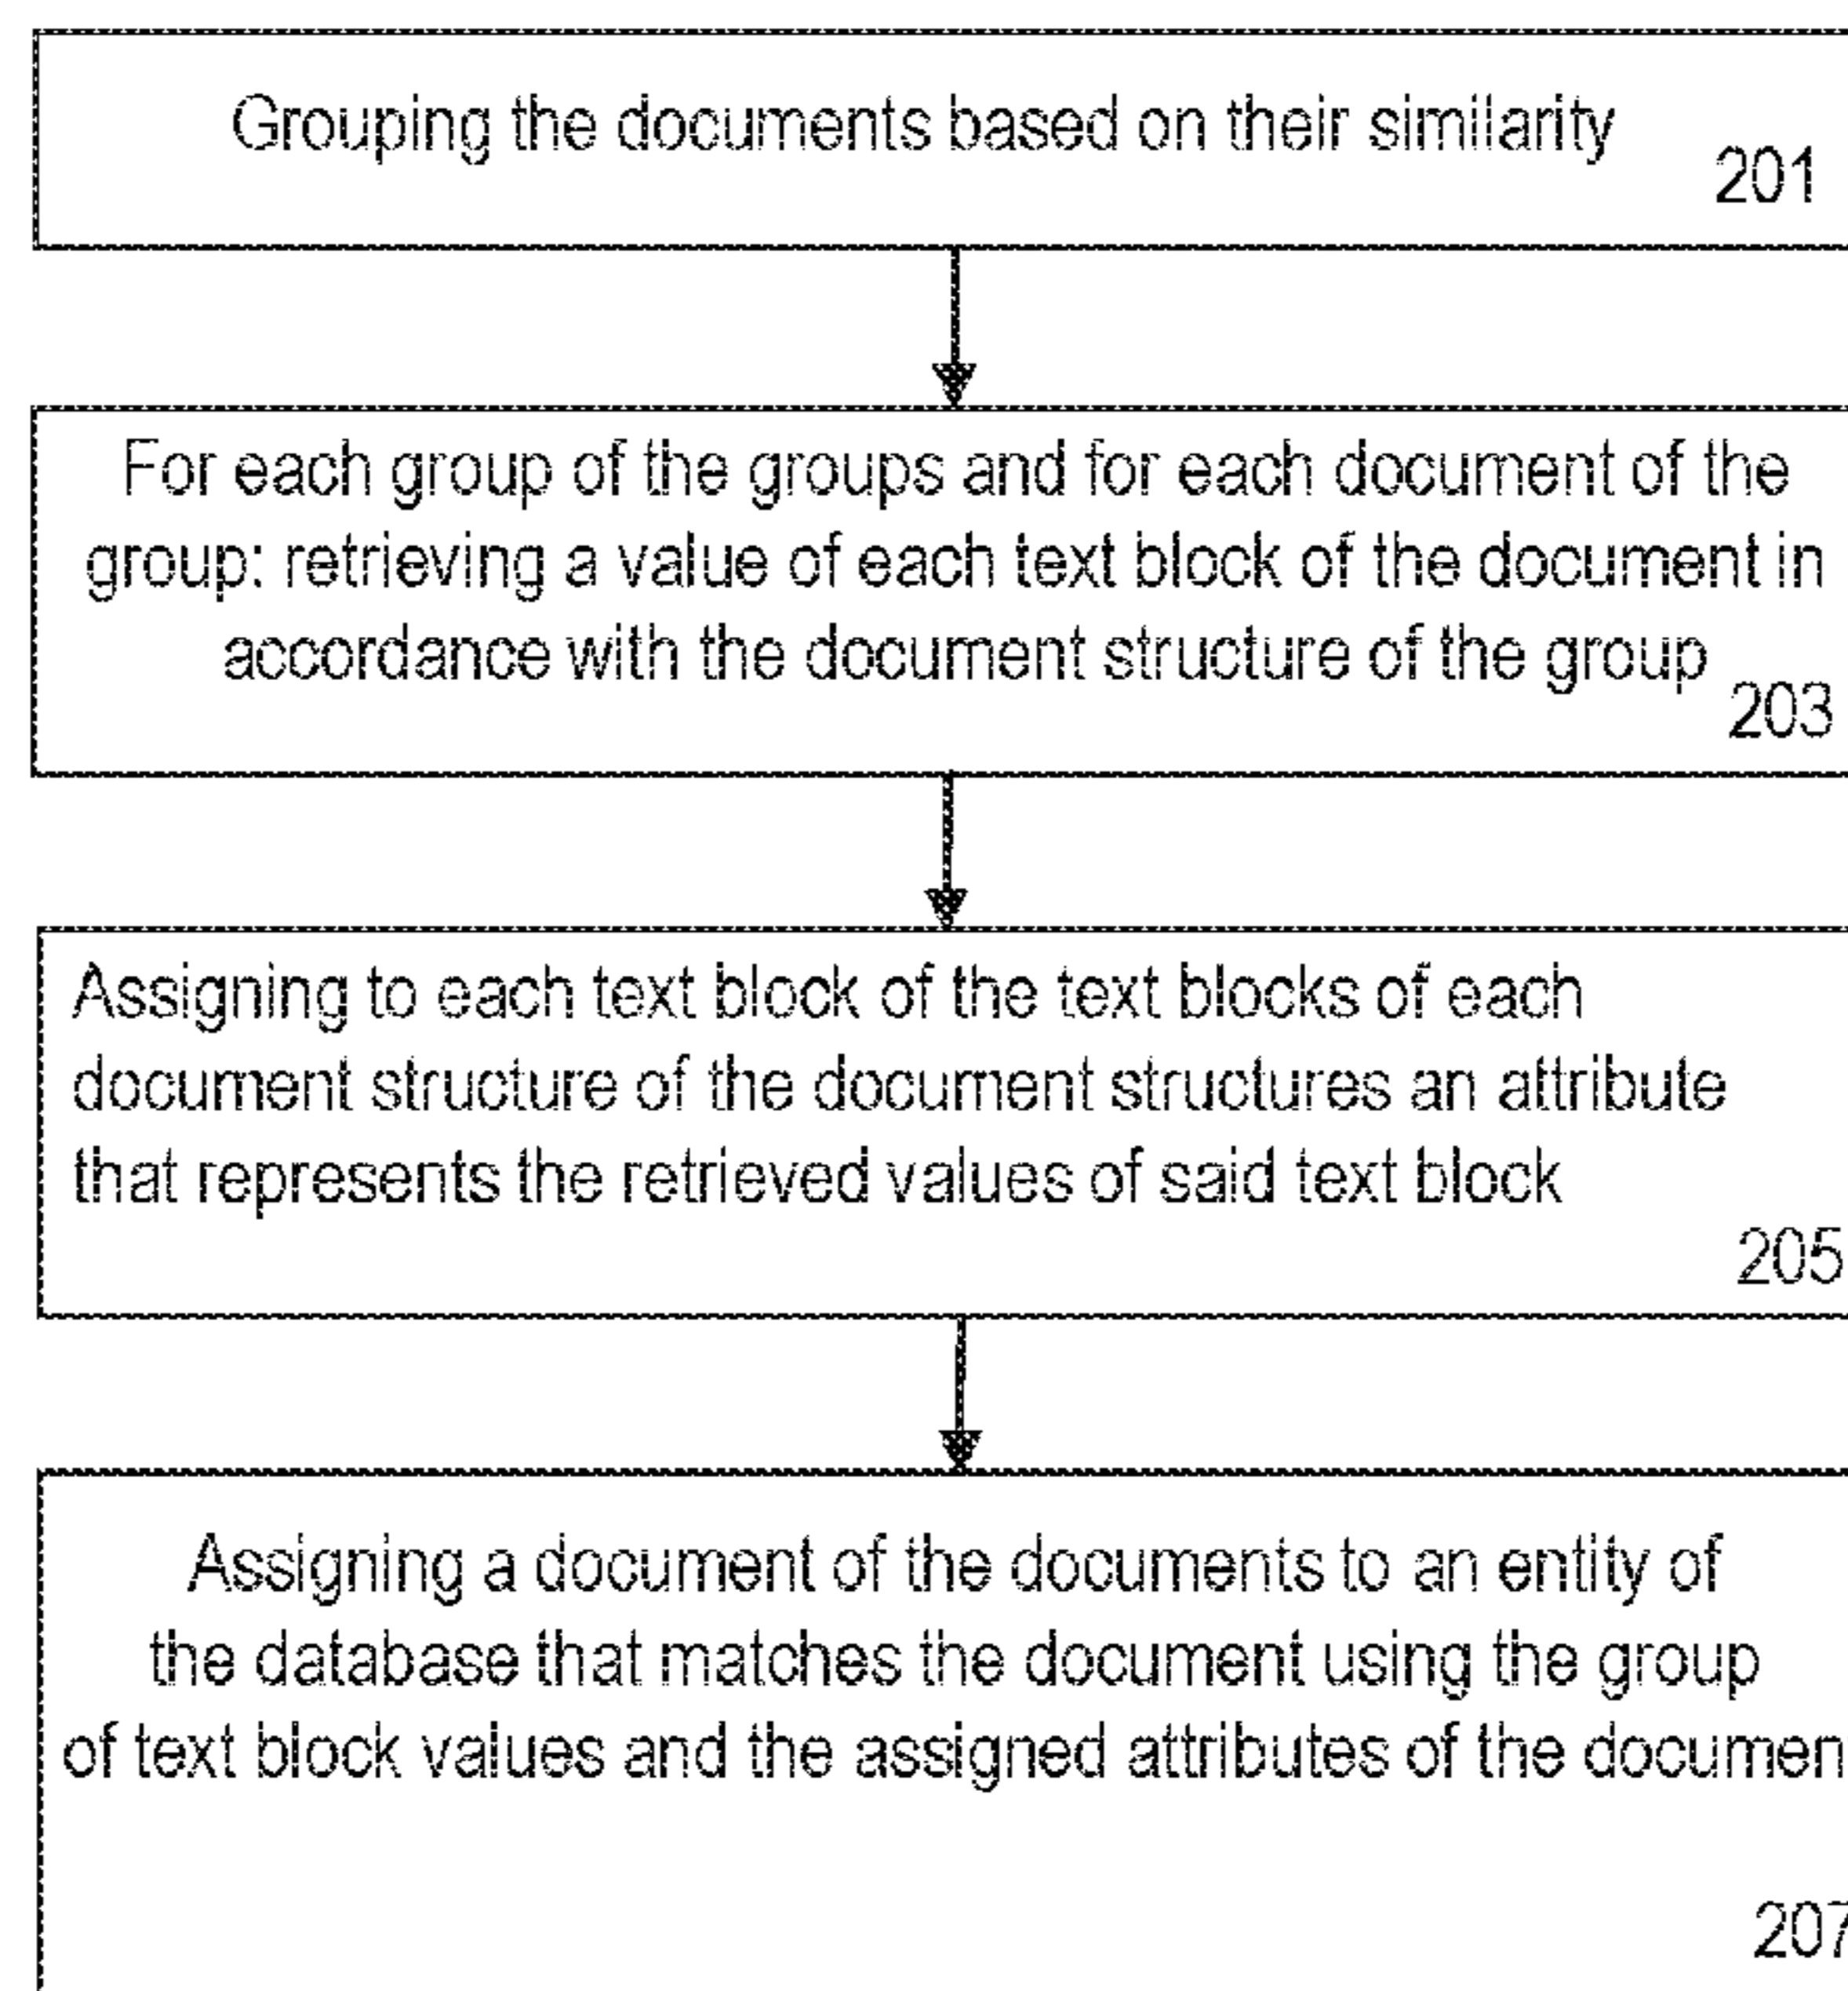 Grouping the documents based on their similarity
201
For each group of the groups and for each document of the
group: retrieving a value of each text block of the document in
accordance with the document structure of the group
203
Assigning to each text block of the text blocks of each
document structure of the document structures an attribute
that represents the retrieved values of said text block
205
Assigning a document of the documents to an entity of
the database that matches the document using the group
of text block values and the assigned attributes of the documen
207